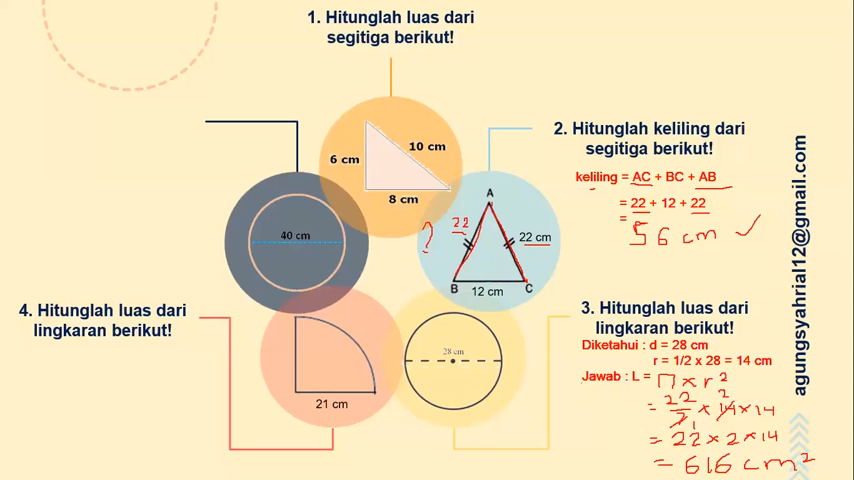 1. Hitunglah luas dari
segitiga berikut!
6 cm
10 cm
8 cm
2. Hitunglah keliling dari
segitiga berikut!
keliling = AC + BC + AB
= 22 + 12 + 22
=
56 cm ✓
A
22
22 cm
?
B
C
12 cm
40 cm
3. Hitunglah luas dari
lingkaran berikut!
Diketahui : d = 28 cm
r = 1/2 x 28 = 14 cm
Jawab : L = π x r²
= 22/7 x 14 x 14
2
1
= 22 x 2 x 14
= 616 cm²
28 cm
4. Hitunglah luas dari
lingkaran berikut!
21 cm
agungsyahrial12@gmail.com